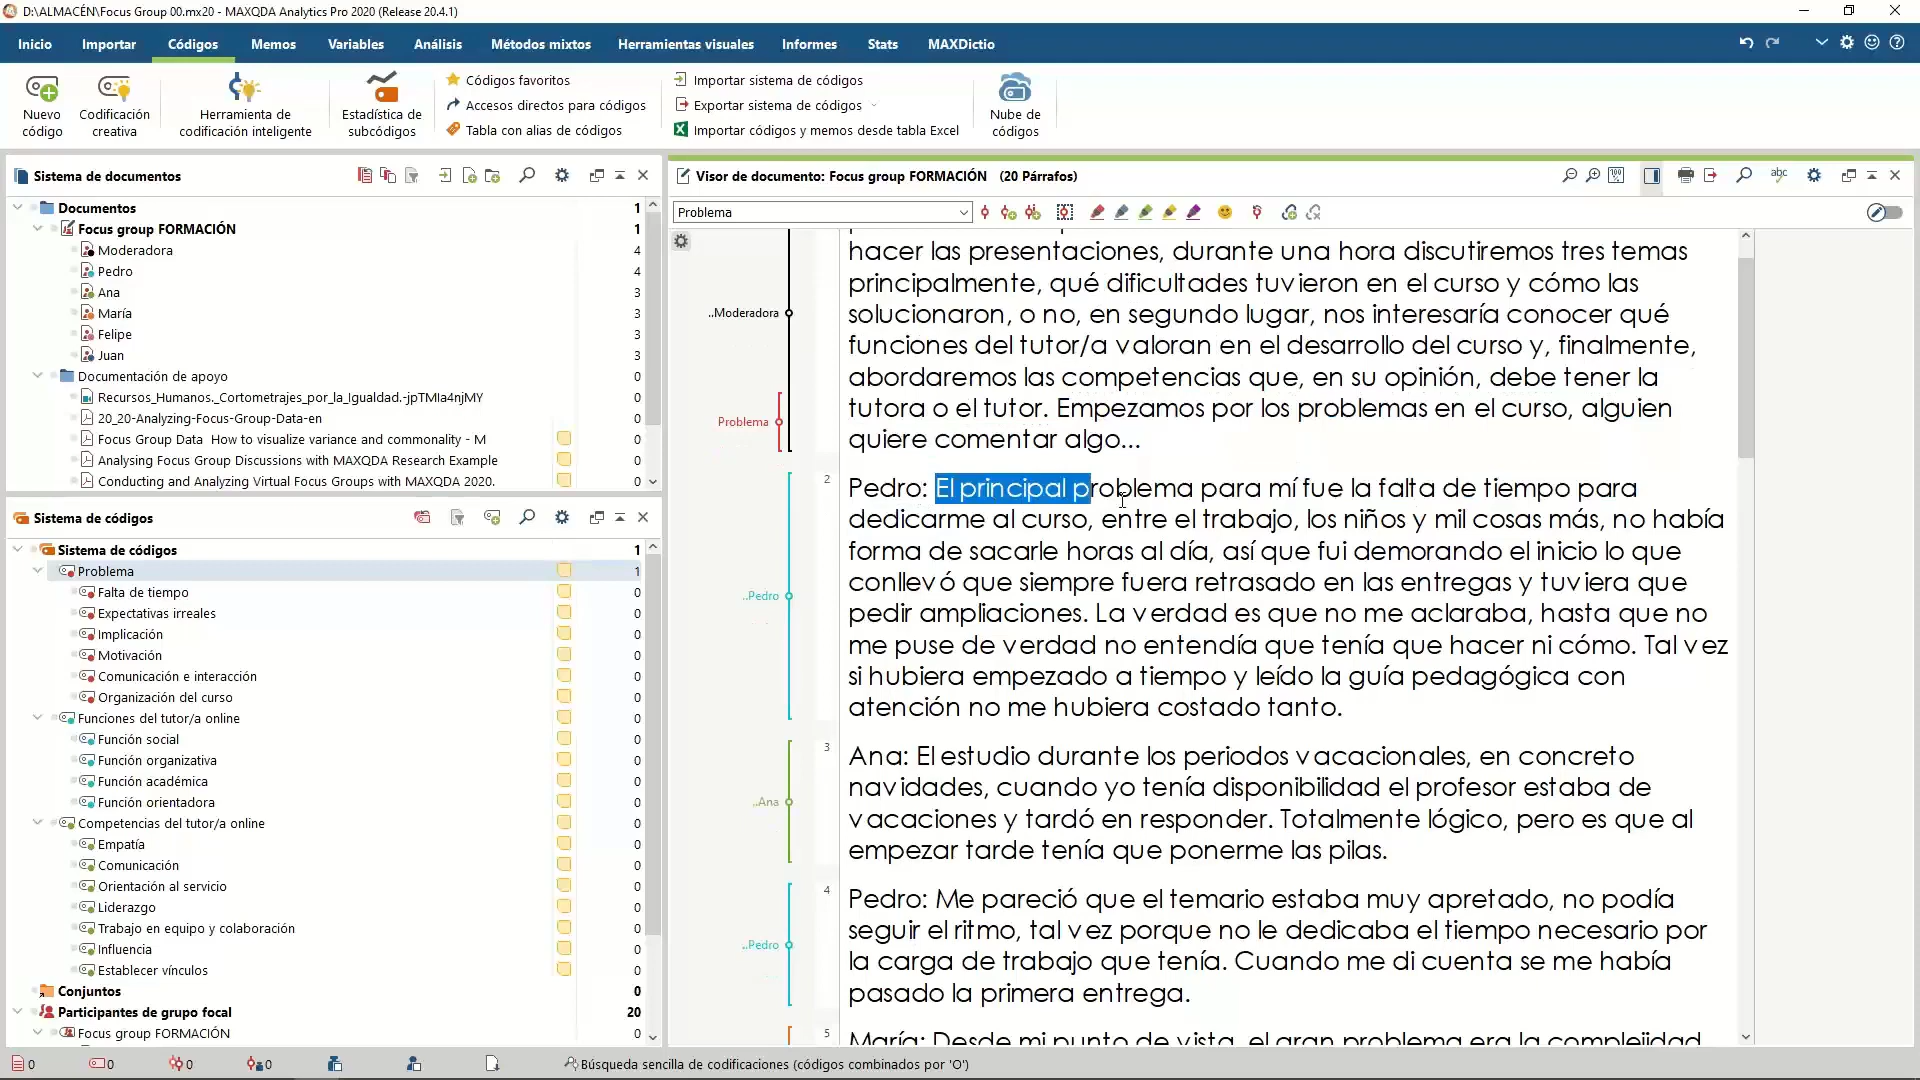 D:\ALMACÉN\Focus Group 00.mx20 - MAXQDA Analytics Pro 2020 (Release 20.4.1)
Inicio Importar Códigos Memos Variables Análisis Métodos mixtos Herramientas visuales Informes Stats MAXDictio
Nuevo código
Codificación creativa
Herramienta de codificación inteligente
Estadística de subcódigos
Códigos favoritos
Accesos directos para códigos
Tabla con alias de códigos
Importar sistema de códigos
Exportar sistema de códigos
Importar códigos y memos desde tabla Excel
Nube de códigos
Sistema de documentos
Documentos 1
Focus group FORMACIÓN 1
Moderadora 4
Pedro 4
Ana 3
María 3
Felipe 3
Juan 3
Documentación de apoyo 0
Recursos_Humanos._Cortometrajes_por_la_Igualdad.-jpTMIa4njMY 0
20_20-Analyzing-Focus-Group-Data-en 0
Focus Group Data How to visualize variance and commonality - M 0
Analysing Focus Group Discussions with MAXQDA Research Example 0
Conducting and Analyzing Virtual Focus Groups with MAXQDA 2020. 0
Sistema de códigos
Sistema de códigos 1
Problema 1
Falta de tiempo 0
Expectativas irreales 0
Implicación 0
Motivación 0
Comunicación e interacción 0
Organización del curso 0
Funciones del tutor/a online 0
Función social 0
Función organizativa 0
Función académica 0
Función orientadora 0
Competencias del tutor/a online 0
Empatía 0
Comunicación 0
Orientación al servicio 0
Liderazgo 0
Trabajo en equipo y colaboración 0
Influencia 0
Establecer vínculos 0
Conjuntos 0
Participantes de grupo focal 20
Focus group FORMACIÓN 0
Visor de documento: Focus group FORMACIÓN (20 Párrafos)
100%
abc
Problema
..Moderadora
Problema
..Pedro
..Ana
..Pedro
hacer las presentaciones, durante una hora discutiremos tres temas
principalmente, qué dificultades tuvieron en el curso y cómo las
solucionaron, o no, en segundo lugar, nos interesaría conocer qué
funciones del tutor/a valoran en el desarrollo del curso y, finalmente,
abordaremos las competencias que, en su opinión, debe tener la
tutora o el tutor. Empezamos por los problemas en el curso, alguien
quiere comentar algo...
2 Pedro: El principal problema para mí fue la falta de tiempo para
dedicarme al curso, entre el trabajo, los niños y mil cosas más, no había
forma de sacarle horas al día, así que fui demorando el inicio lo que
conllevó que siempre fuera retrasado en las entregas y tuviera que
pedir ampliaciones. La verdad es que no me aclaraba, hasta que no
me puse de verdad no entendía que tenía que hacer ni cómo. Tal vez
si hubiera empezado a tiempo y leído la guía pedagógica con
atención no me hubiera costado tanto.
3 Ana: El estudio durante los periodos vacacionales, en concreto
navidades, cuando yo tenía disponibilidad el profesor estaba de
vacaciones y tardó en responder. Totalmente lógico, pero es que al
empezar tarde tenía que ponerme las pilas.
4 Pedro: Me pareció que el temario estaba muy apretado, no podía
seguir el ritmo, tal vez porque no le dedicaba el tiempo necesario por
la carga de trabajo que tenía. Cuando me di cuenta se me había
pasado la primera entrega.
5 María: Desde mi punto de vista, el gran problema era la complejidad
0 0 0 0 Búsqueda sencilla de codificaciones (códigos combinados por 'O')